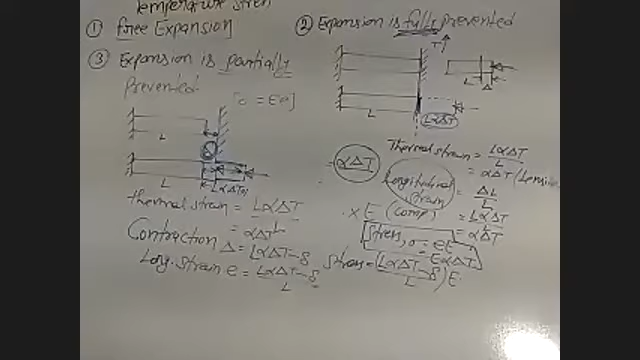 Temperature stress
① Free Expansion
② Expansion is fully prevented
③ Expansion is partially
Prevented
[σ = Ee]
L
L
LαΔT
thermal strain = LαΔT
L
= αΔT
Contraction Δ = LαΔT-δ
Long. strain e = LαΔT-δ
L
T↑
L
Δ
L
LαΔT
Thermal strain = LαΔT
L
= αΔT
αΔT
Longitudinal
strain
= ΔL
L
= LαΔT
L
= αΔT
× E (comp)
Stress, σ = eE
= EαΔT
Stress = (LαΔT-δ) E
L